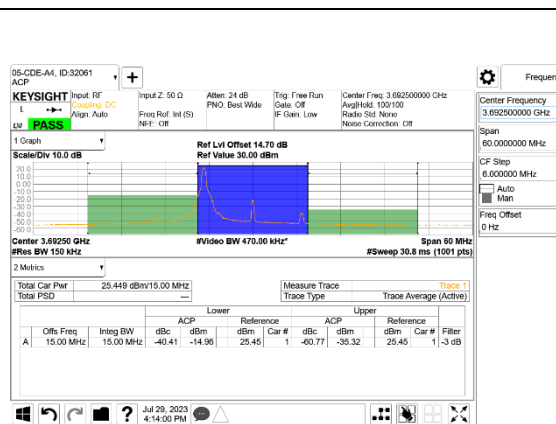 05-CDE-A4, ID:32061
ACP
Frequen
KEYSIGHT
Input: RF
Coupling: DC
Align: Auto
Input Z: 50 Ω
Freq Ref: Int (S)
NFE: Off
Atten: 24 dB
PNO: Best Wide
Trig: Free Run
Gate: Off
IF Gain: Low
Center Freq: 3.692500000 GHz
Avg|Hold: 100/100
Radio Std: None
Noise Correction: Off
L
PASS
Center Frequency
3.692500000 GHz
Span
60.0000000 MHz
CF Step
6.000000 MHz
Auto
Man
Freq Offset
0 Hz
1 Graph
Scale/Div 10.0 dB
Ref Lvl Offset 14.70 dB
Ref Value 30.00 dBm
20.0
10.0
0.00
-10.0
-20.0
-30.0
-40.0
-50.0
-60.0
Center 3.69250 GHz
#Video BW 470.00 kHz*
Span 60 MHz
#Res BW 150 kHz
#Sweep 30.8 ms (1001 pts)
2 Metrics
Total Car Pwr 25.449 dBm/15.00 MHz
Total PSD ---
Measure Trace Trace 1
Trace Type Trace Average (Active)
Lower Upper
ACP Reference ACP Reference
Offs Freq Integ BW dBc dBm dBm Car # dBc dBm dBm Car # Filter
A 15.00 MHz 15.00 MHz -40.41 -14.96 25.45 1 -60.77 -35.32 25.45 1 -3 dB
?
Jul 29, 2023
4:14:00 PM